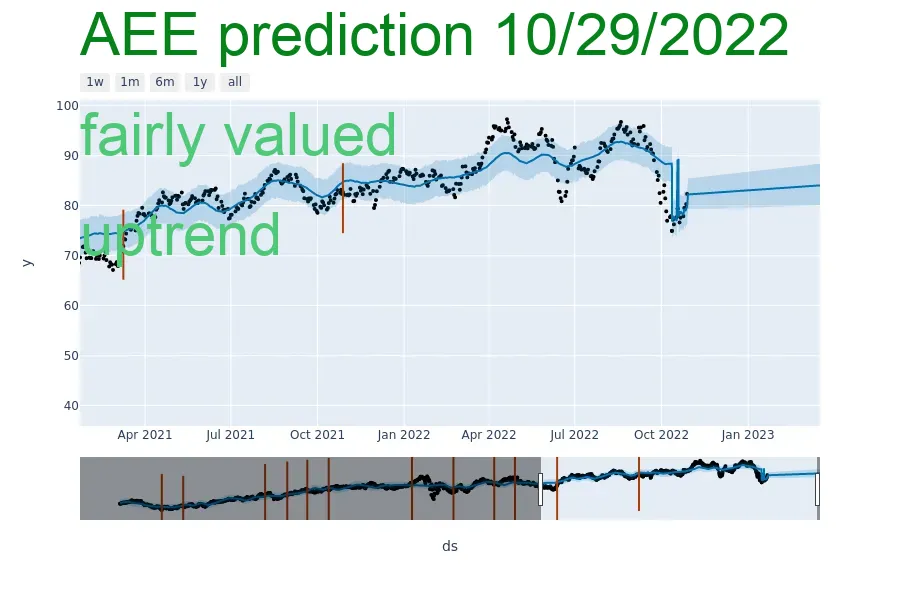 AEE prediction 10/29/2022
1w 1m 6m 1y all
100
fairly valued
90
80
uptrend
70
y
60
50
40
Apr 2021 Jul 2021 Oct 2021 Jan 2022 Apr 2022 Jul 2022 Oct 2022 Jan 2023
ds